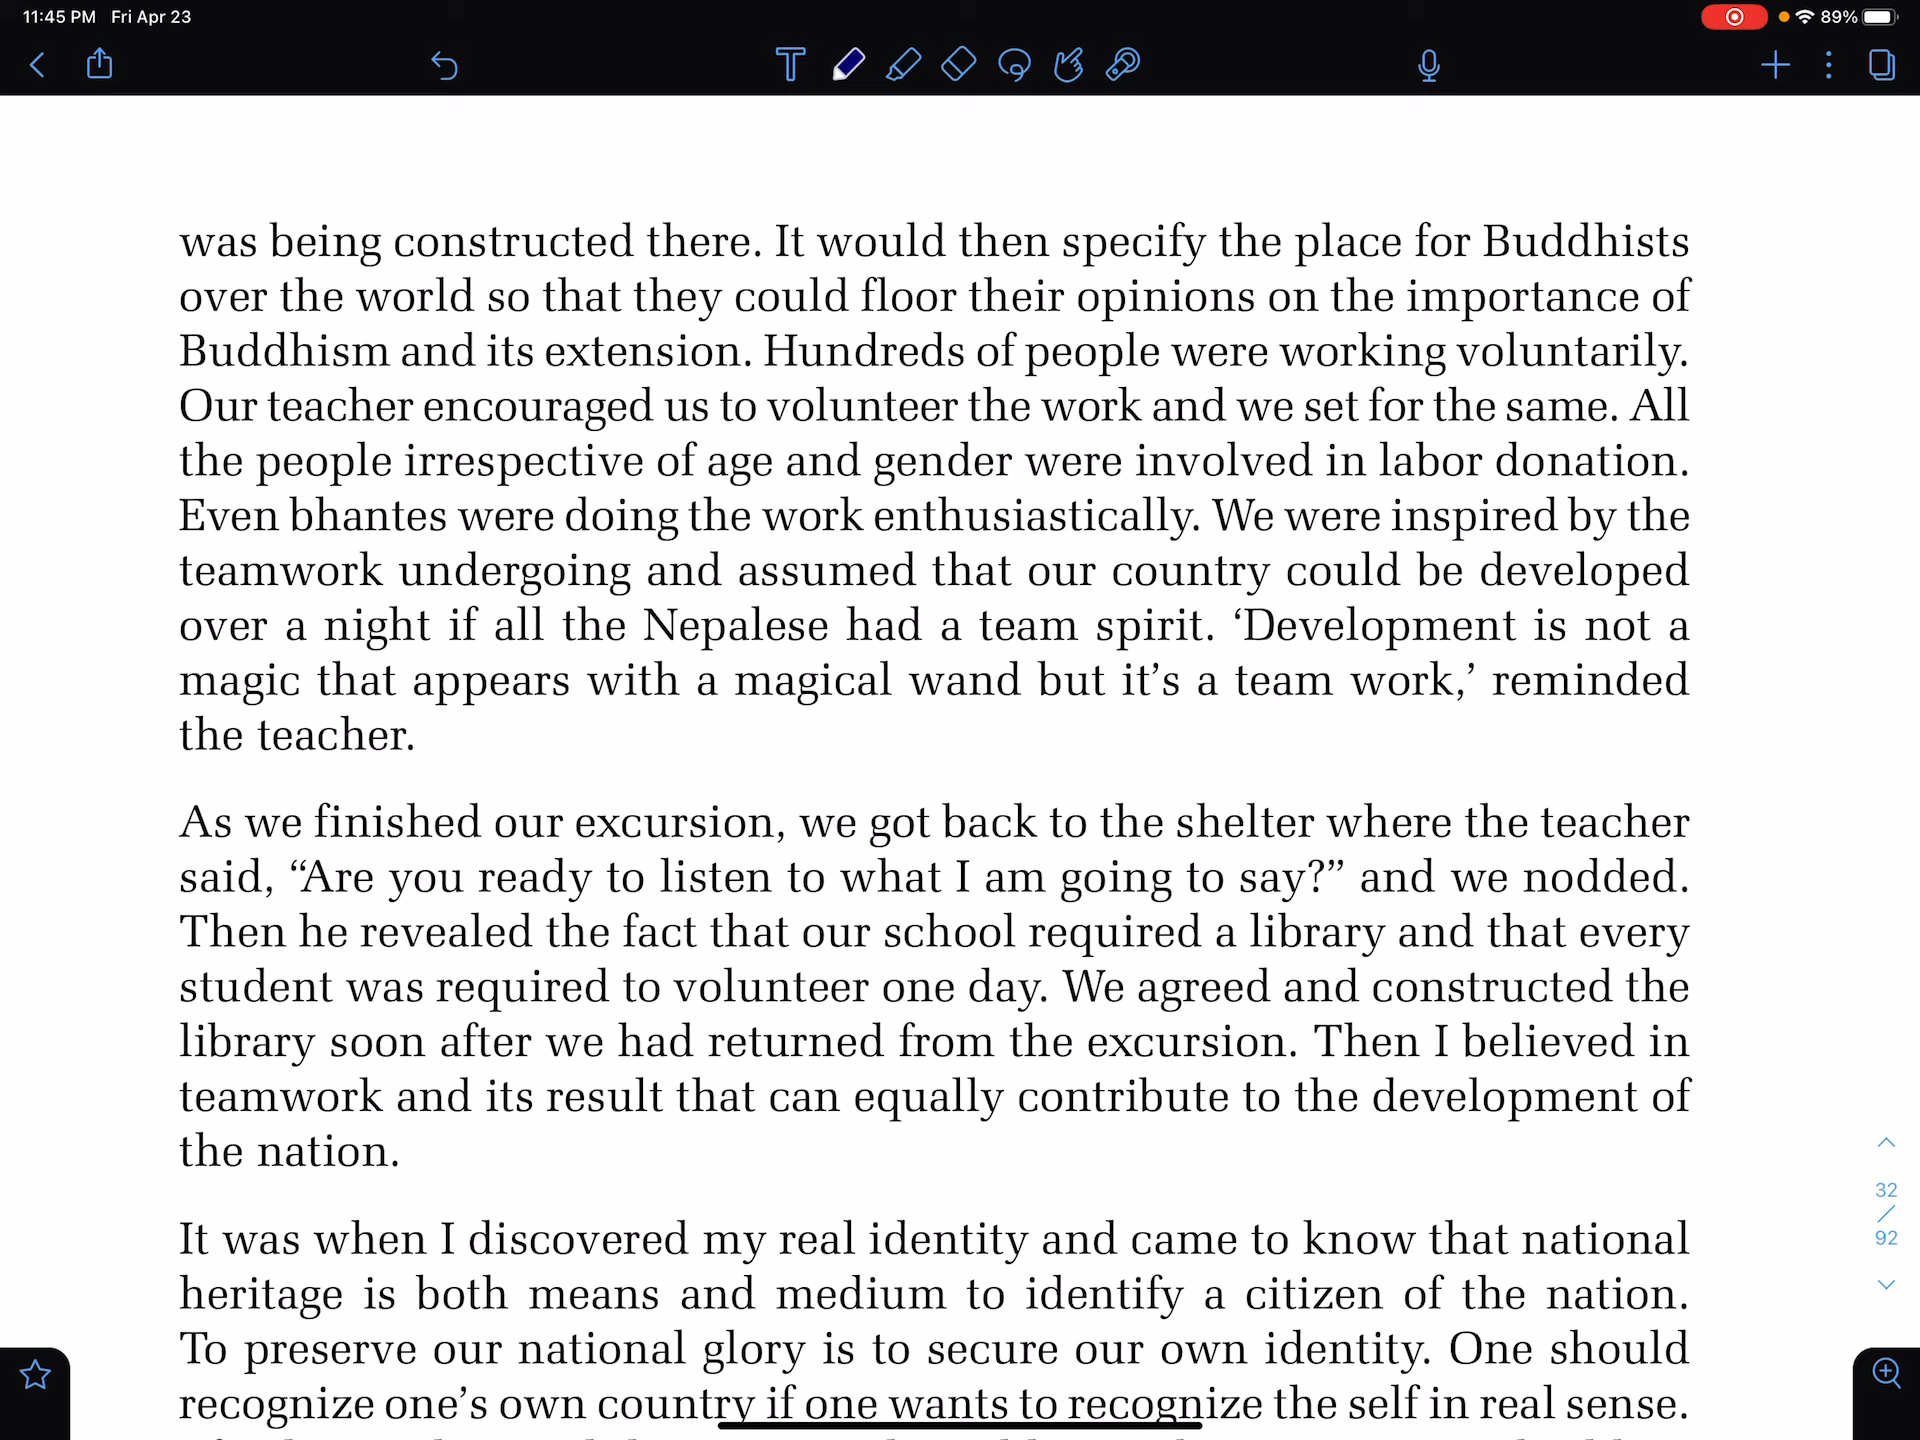 11:45 PM Fri Apr 23
89%
was being constructed there. It would then specify the place for Buddhists
over the world so that they could floor their opinions on the importance of
Buddhism and its extension. Hundreds of people were working voluntarily.
Our teacher encouraged us to volunteer the work and we set for the same. All
the people irrespective of age and gender were involved in labor donation.
Even bhantes were doing the work enthusiastically. We were inspired by the
teamwork undergoing and assumed that our country could be developed
over a night if all the Nepalese had a team spirit. ‘Development is not a
magic that appears with a magical wand but it’s a team work,’ reminded
the teacher.
As we finished our excursion, we got back to the shelter where the teacher
said, “Are you ready to listen to what I am going to say?” and we nodded.
Then he revealed the fact that our school required a library and that every
student was required to volunteer one day. We agreed and constructed the
library soon after we had returned from the excursion. Then I believed in
teamwork and its result that can equally contribute to the development of
the nation.
It was when I discovered my real identity and came to know that national
heritage is both means and medium to identify a citizen of the nation.
To preserve our national glory is to secure our own identity. One should
recognize one’s own country if one wants to recognize the self in real sense.
32
/
92